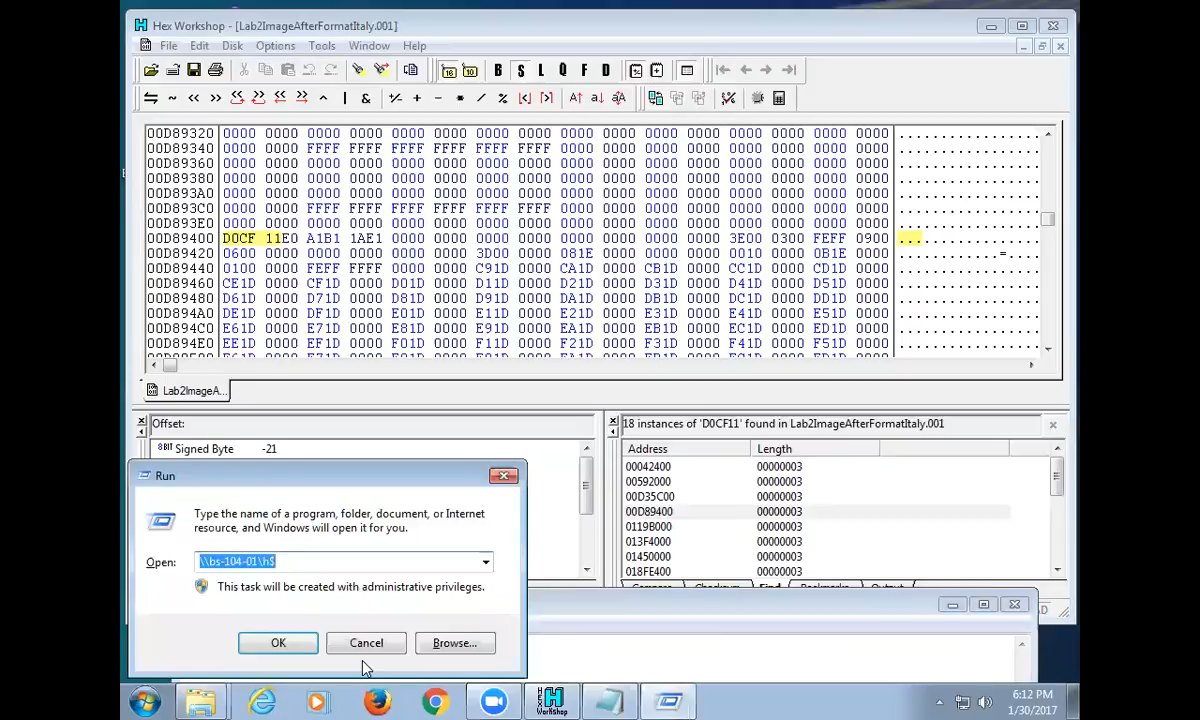 Hex Workshop - [Lab2ImageAfterFormatItaly.001]
File Edit Disk Options Tools Window Help
B S L Q F D
00D89320 0000 0000 0000 0000 0000 0000 0000 0000 0000 0000 0000 0000 0000 0000 0000 0000 ................
00D89340 0000 0000 FFFF FFFF FFFF FFFF FFFF FFFF 0000 0000 0000 0000 0000 0000 0000 0000 ................
00D89360 0000 0000 0000 0000 0000 0000 0000 0000 0000 0000 0000 0000 0000 0000 0000 0000 ................
00D89380 0000 0000 0000 0000 0000 0000 0000 0000 0000 0000 0000 0000 0000 0000 0000 0000 ................
00D893A0 0000 0000 0000 0000 0000 0000 0000 0000 0000 0000 0000 0000 0000 0000 0000 0000 ................
00D893C0 0000 0000 FFFF FFFF FFFF FFFF FFFF FFFF 0000 0000 0000 0000 0000 0000 0000 0000 ................
00D893E0 0000 0000 0000 0000 0000 0000 0000 0000 0000 0000 0000 0000 0000 0000 0000 0000 ................
00D89400 D0CF 11E0 A1B1 1AE1 0000 0000 0000 0000 0000 0000 0000 0000 3E00 0300 FEFF 0900 ................
00D89420 0600 0000 0000 0000 0000 0000 3D00 0000 081E 0000 0000 0000 0010 0000 0B1E 0000 ............=...
00D89440 0100 0000 FEFF FFFF 0000 0000 C91D 0000 CA1D 0000 CB1D 0000 CC1D 0000 CD1D 0000 ................
00D89460 CE1D 0000 CF1D 0000 D01D 0000 D11D 0000 D21D 0000 D31D 0000 D41D 0000 D51D 0000 ................
00D89480 D61D 0000 D71D 0000 D81D 0000 D91D 0000 DA1D 0000 DB1D 0000 DC1D 0000 DD1D 0000 ................
00D894A0 DE1D 0000 DF1D 0000 E01D 0000 E11D 0000 E21D 0000 E31D 0000 E41D 0000 E51D 0000 ................
00D894C0 E61D 0000 E71D 0000 E81D 0000 E91D 0000 EA1D 0000 EB1D 0000 EC1D 0000 ED1D 0000 ................
00D894E0 EE1D 0000 EF1D 0000 F01D 0000 F11D 0000 F21D 0000 F31D 0000 F41D 0000 F51D 0000 ................
Lab2ImageA...
Offset:
8BIT Signed Byte -21
18 instances of 'D0CF11' found in Lab2ImageAfterFormatItaly.001
Address Length
00042400 00000003
00592000 00000003
00D35C00 00000003
00D89400 00000003
0119B000 00000003
013F4000 00000003
01450000 00000003
018FE400 00000003
Compare Checksum Find Bookmarks Output
Run
Type the name of a program, folder, document, or Internet
resource, and Windows will open it for you.
Open: \\bs-104-01\h$
This task will be created with administrative privileges.
OK Cancel Browse...
HEX
WorkShop
6:12 PM
1/30/2017